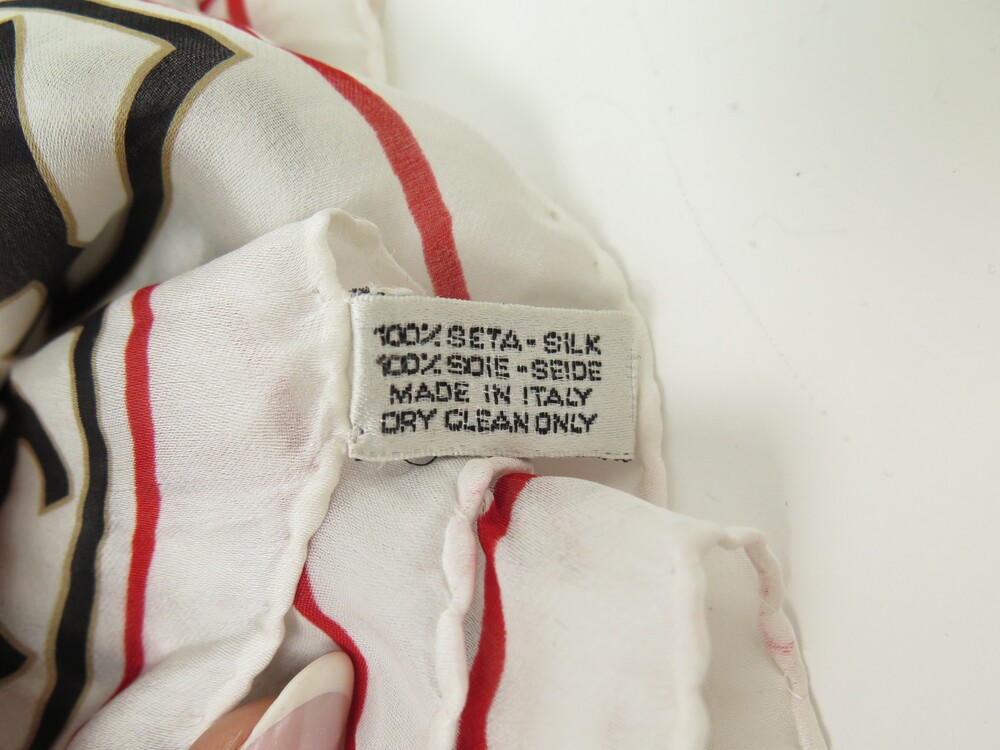 100% SETA - SILK
100% SOIE - SEIDE
MADE IN ITALY
DRY CLEAN ONLY